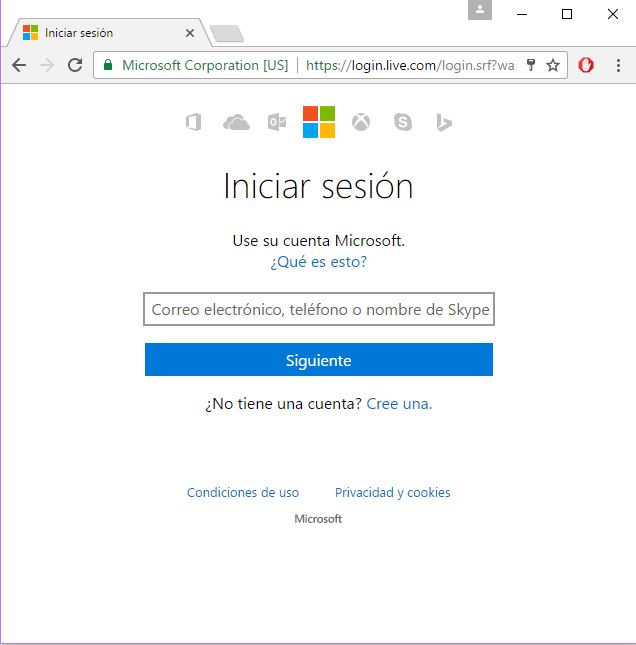 Iniciar sesión
Microsoft Corporation [US] https://login.live.com/login.srf?wa
Iniciar sesión
Use su cuenta Microsoft.
¿Qué es esto?
Correo electrónico, teléfono o nombre de Skype
Siguiente
¿No tiene una cuenta? Cree una.
Condiciones de uso Privacidad y cookies
Microsoft